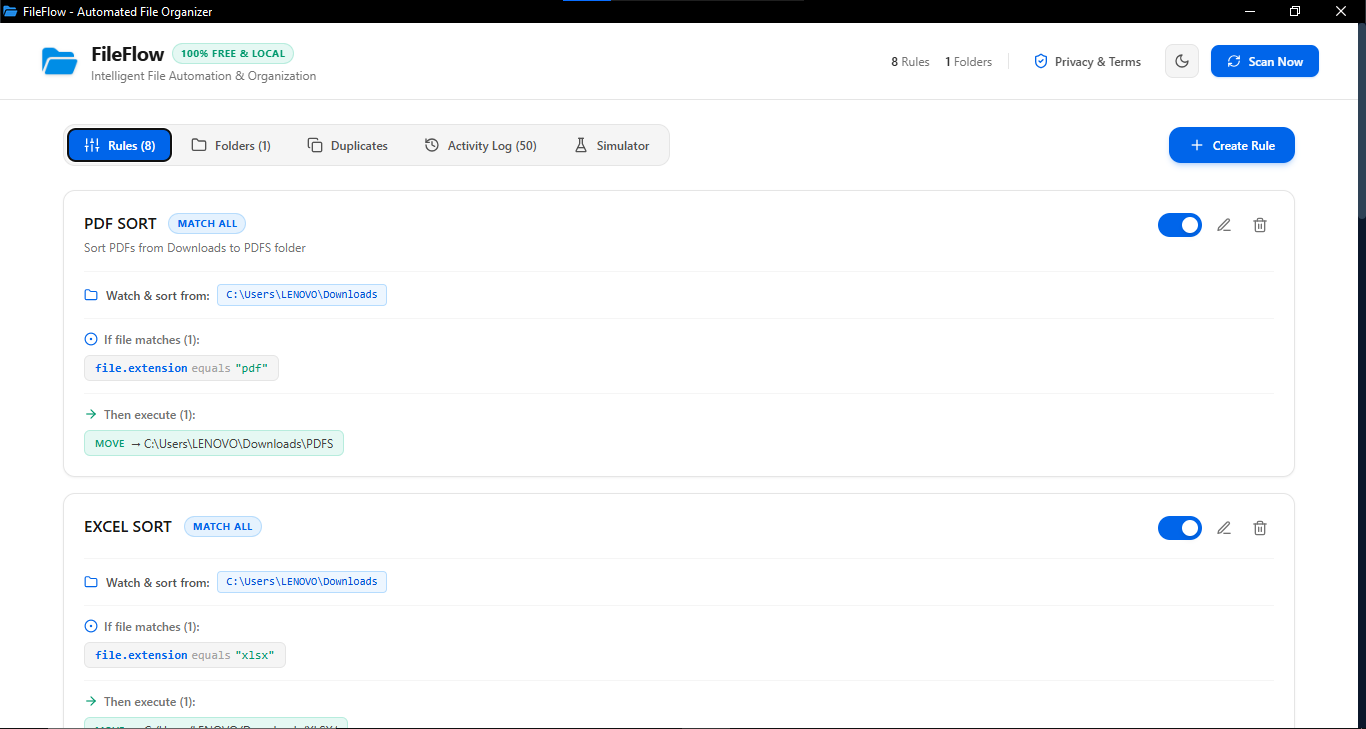 FileFlow - Automated File Organizer
FileFlow 100% FREE & LOCAL
Intelligent File Automation & Organization
8 Rules 1 Folders Privacy & Terms Scan Now
Rules (8) Folders (1) Duplicates Activity Log (50) Simulator Create Rule
PDF SORT MATCH ALL
Sort PDFs from Downloads to PDFS folder
Watch & sort from: C:\Users\LENOVO\Downloads
If file matches (1):
file.extension equals "pdf"
Then execute (1):
MOVE → C:\Users\LENOVO\Downloads\PDFS
EXCEL SORT MATCH ALL
Watch & sort from: C:\Users\LENOVO\Downloads
If file matches (1):
file.extension equals "xlsx"
Then execute (1):